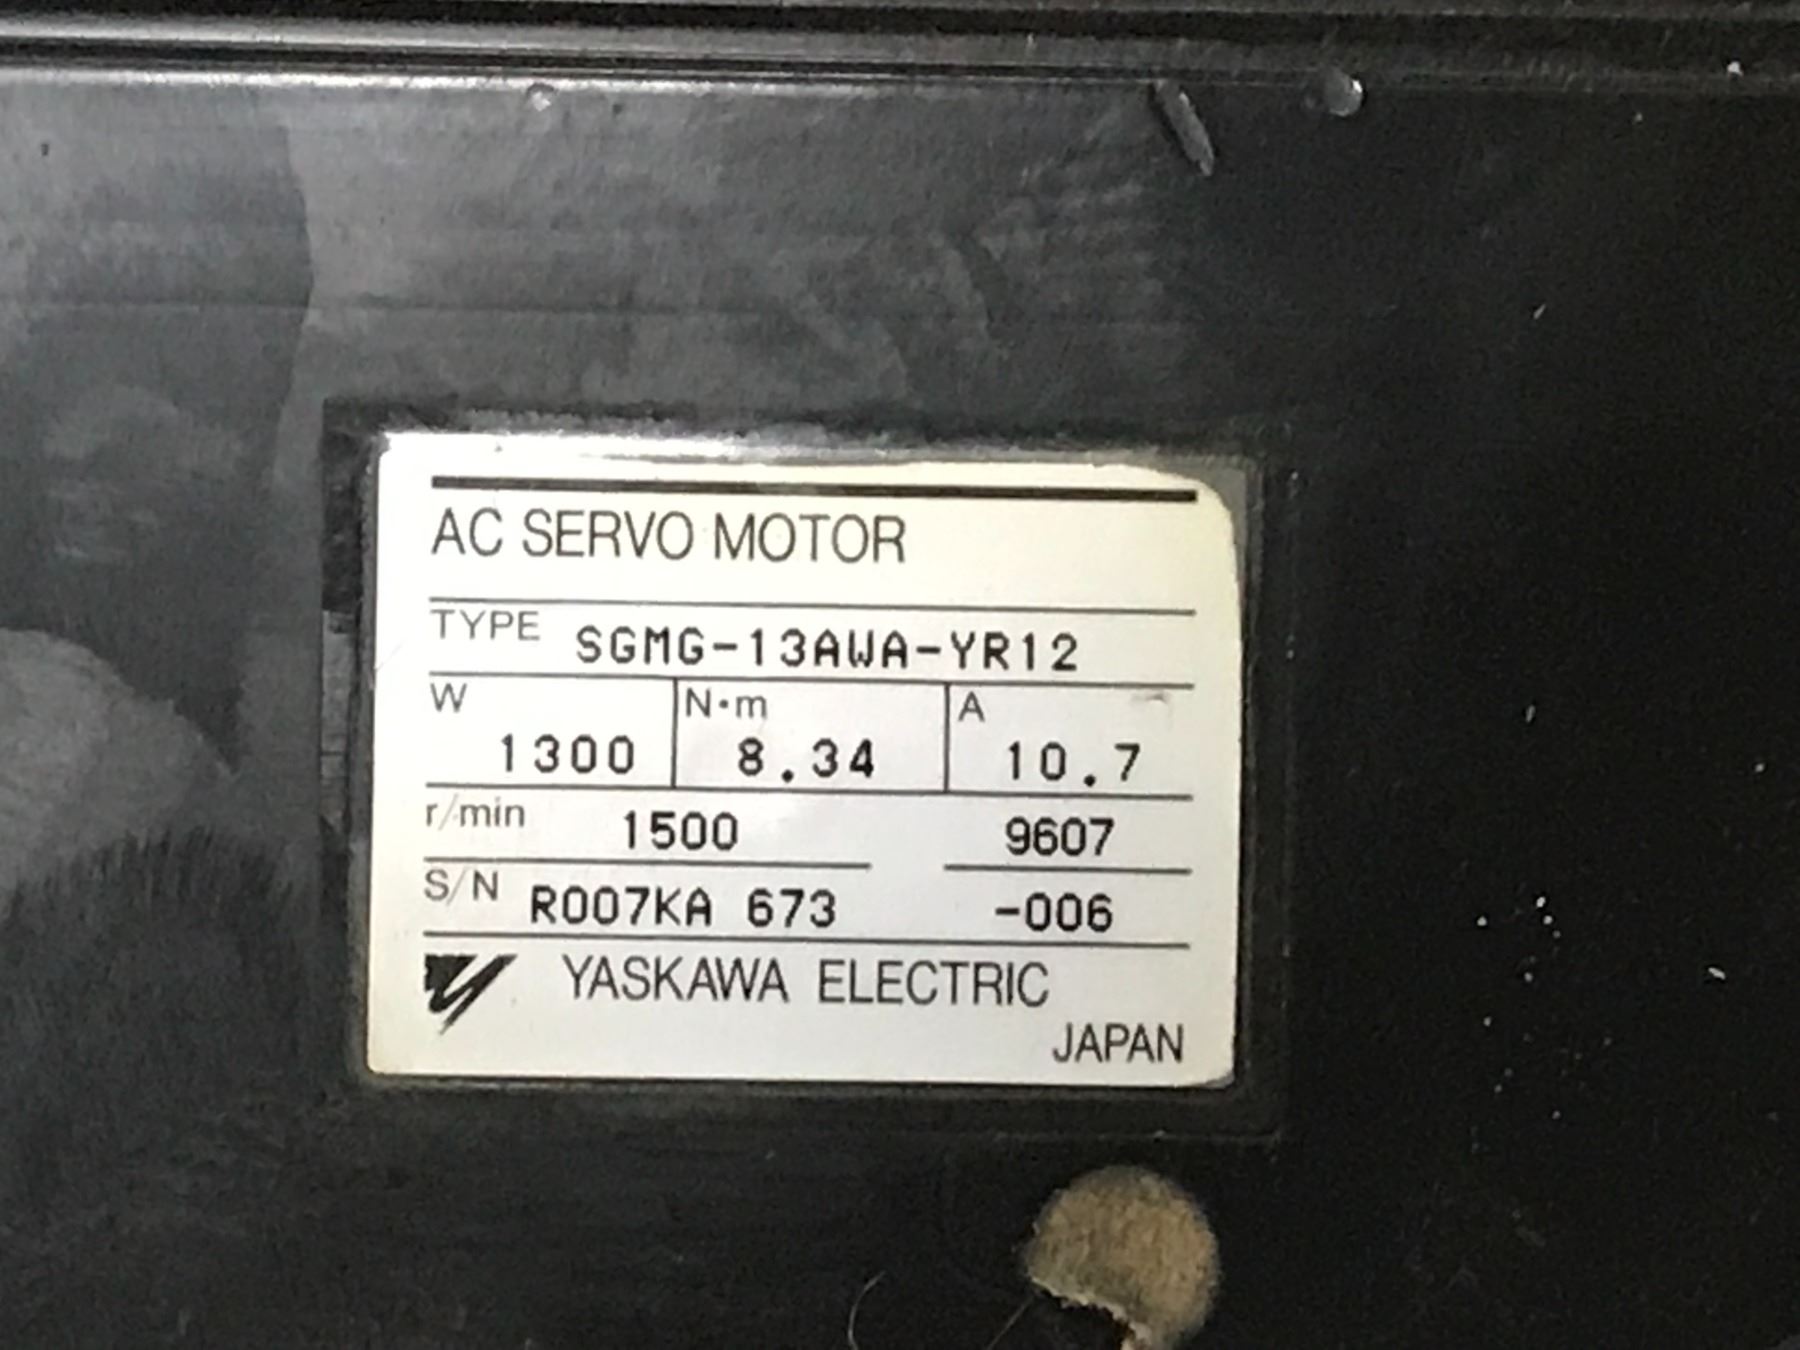 AC SERVO MOTOR
TYPE SGMG-13AWA-YR12
W 1300 N·m 8.34 A 10.7
r/min 1500 9607
S/N R007KA 673 -006
YASKAWA ELECTRIC
JAPAN